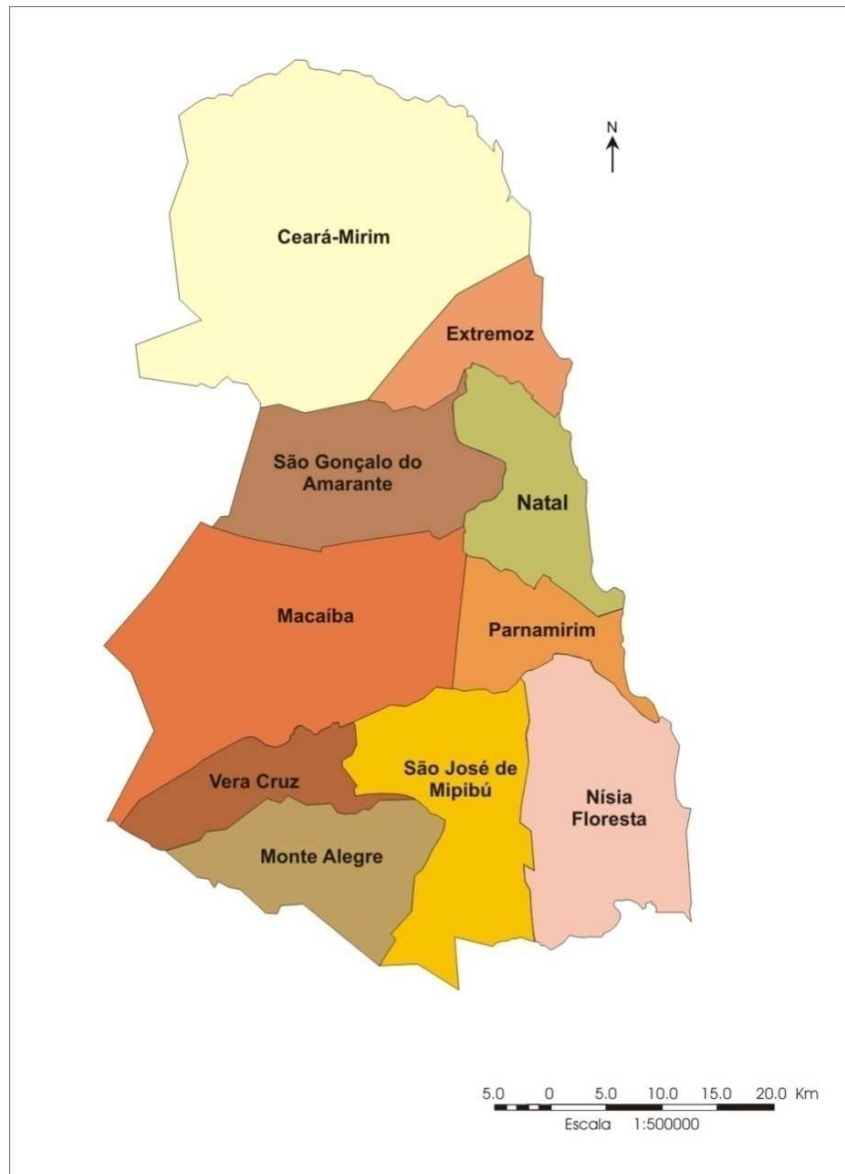 N
Ceará-Mirim
Extremoz
São Gonçalo do
Amarante
Natal
Macaíba
Parnamirim
São José de
Mipibú
Vera Cruz
Nísia
Floresta
Monte Alegre
5.0 0 5.0 10.0 15.0 20.0 Km
Escala 1:500000